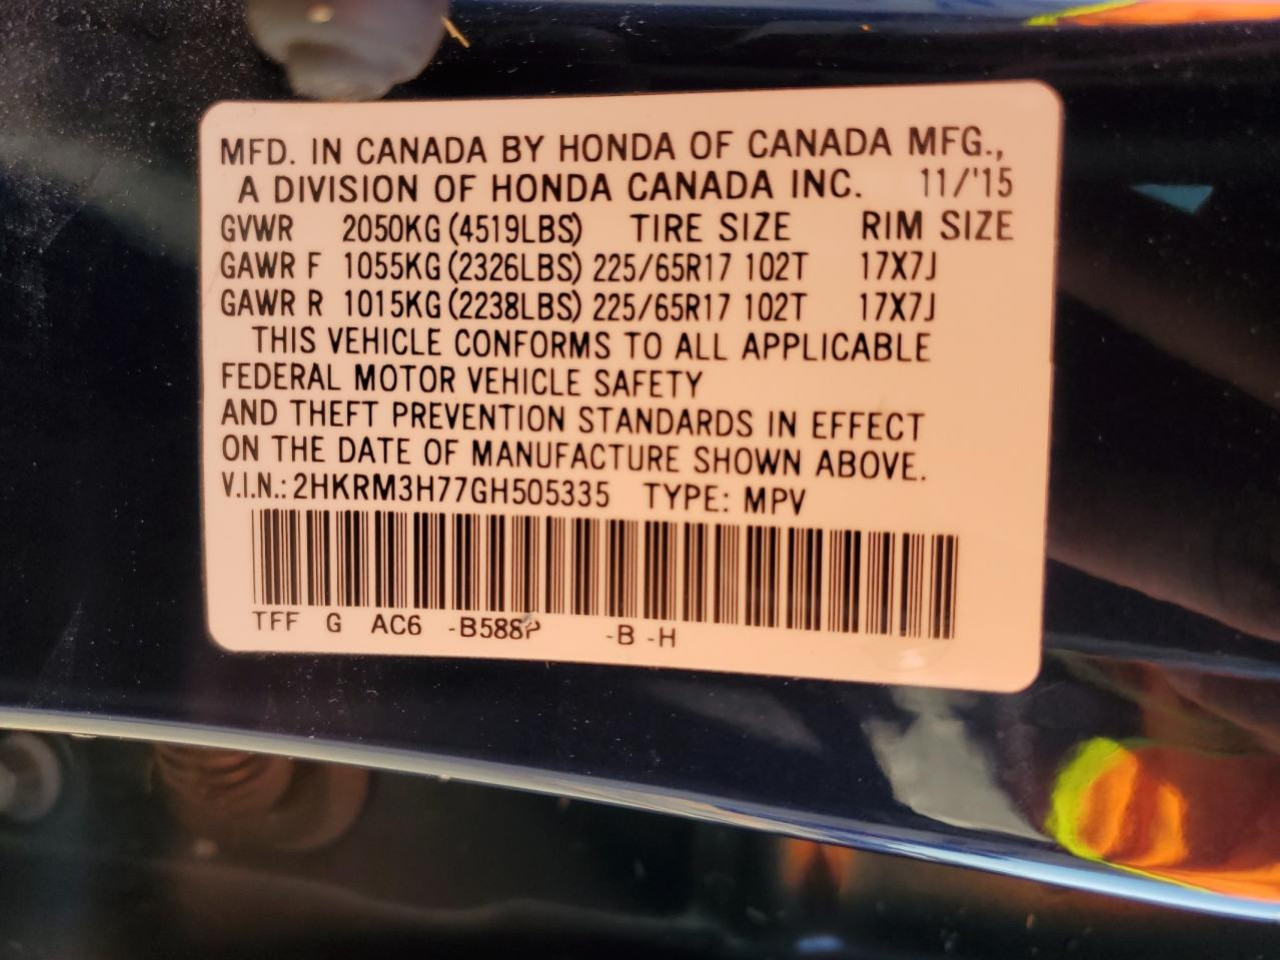 MFD. IN CANADA BY HONDA OF CANADA MFG.,
A DIVISION OF HONDA CANADA INC. 11/'15
GVWR 2050KG (4519LBS) TIRE SIZE RIM SIZE
GAWR F 1055KG (2326LBS) 225/65R17 102T 17X7J
GAWR R 1015KG (2238LBS) 225/65R17 102T 17X7J
THIS VEHICLE CONFORMS TO ALL APPLICABLE
FEDERAL MOTOR VEHICLE SAFETY
AND THEFT PREVENTION STANDARDS IN EFFECT
ON THE DATE OF MANUFACTURE SHOWN ABOVE.
V.I.N.: 2HKRM3H77GH505335 TYPE: MPV
TFF G AC6 -B588P -B -H